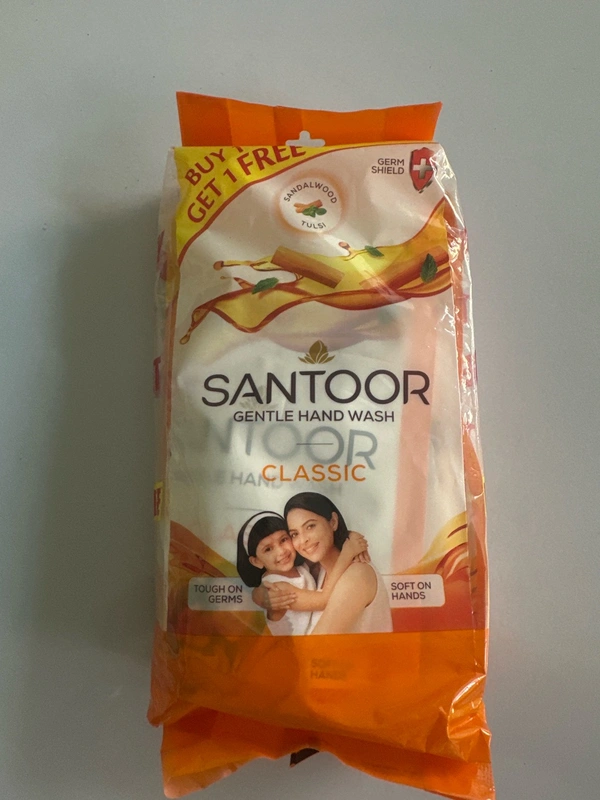 BUY 1
GET 1 FREE
GERM
SHIELD
SANDALWOOD
TULSI
SANTOOR
GENTLE HAND WASH
CLASSIC
TOUGH ON
GERMS
SOFT ON
HANDS